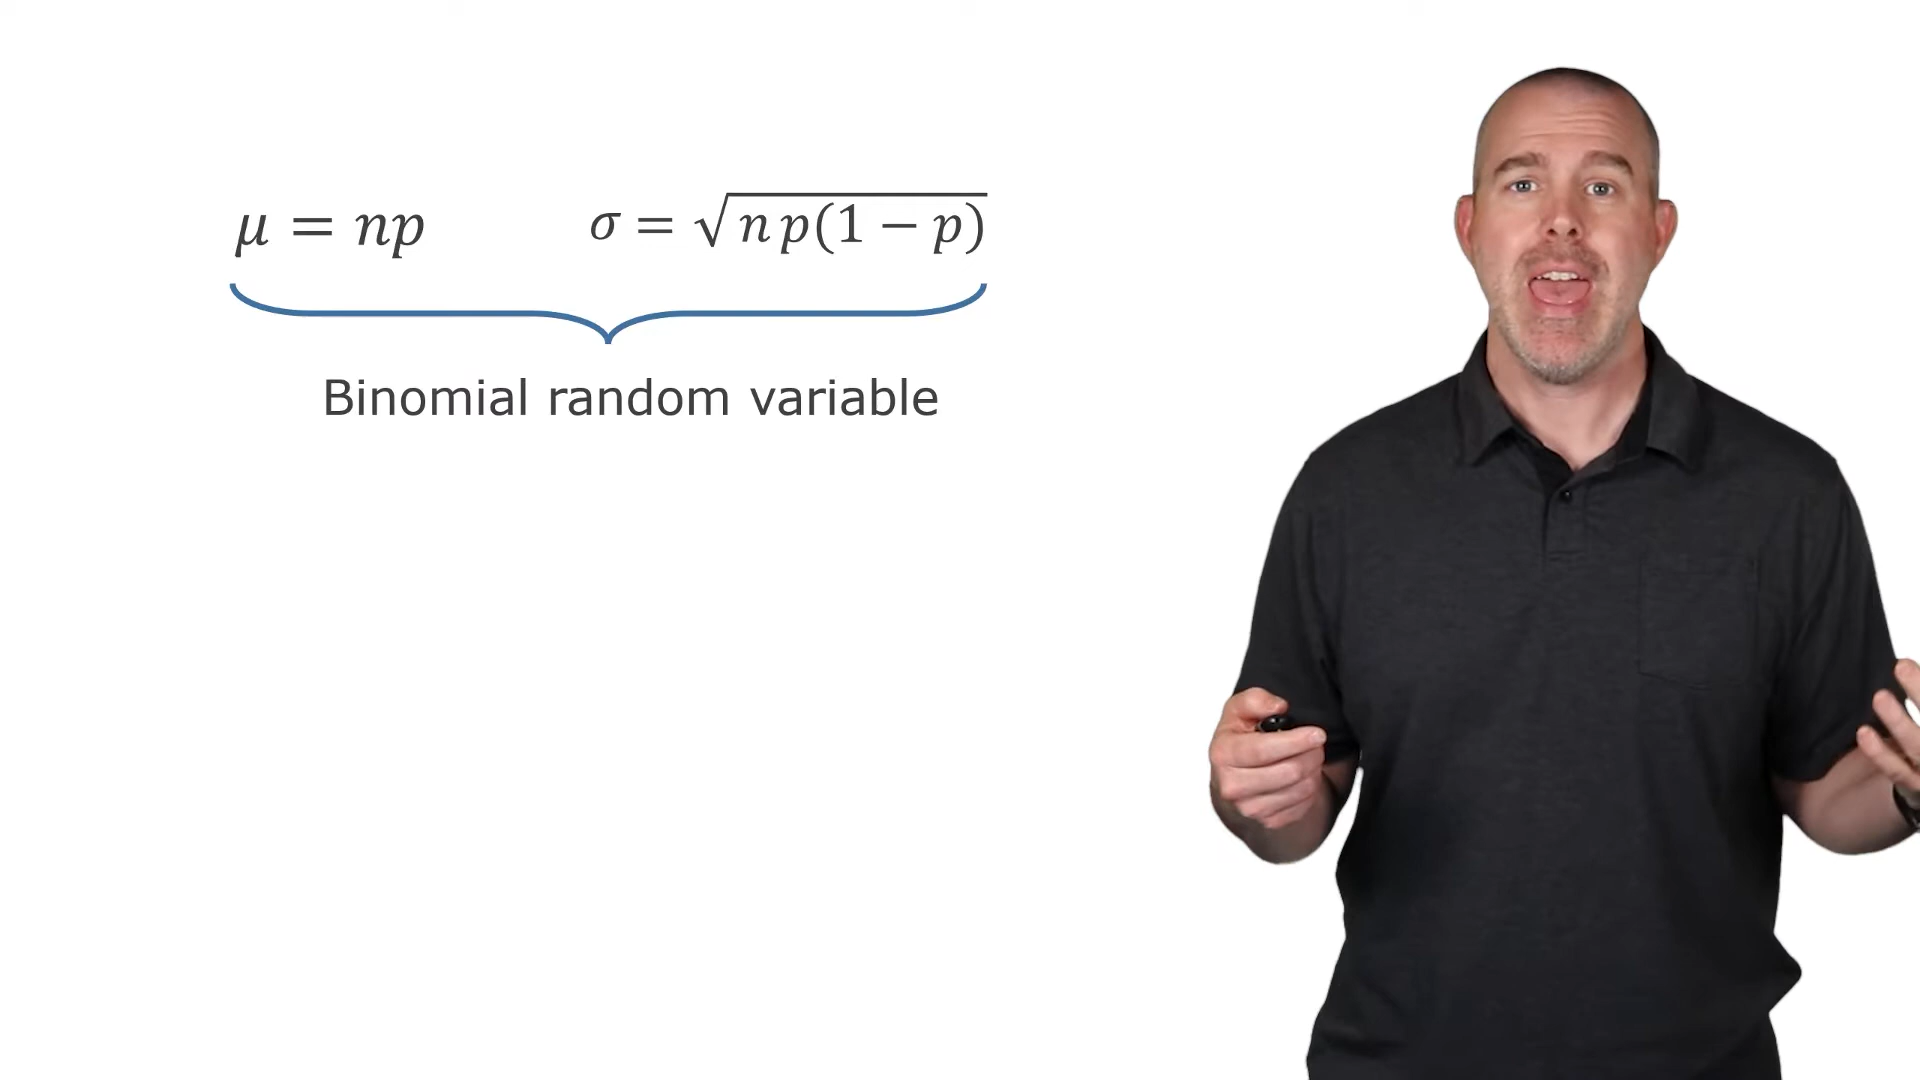 μ = np σ = √np(1 − p)
Binomial random variable